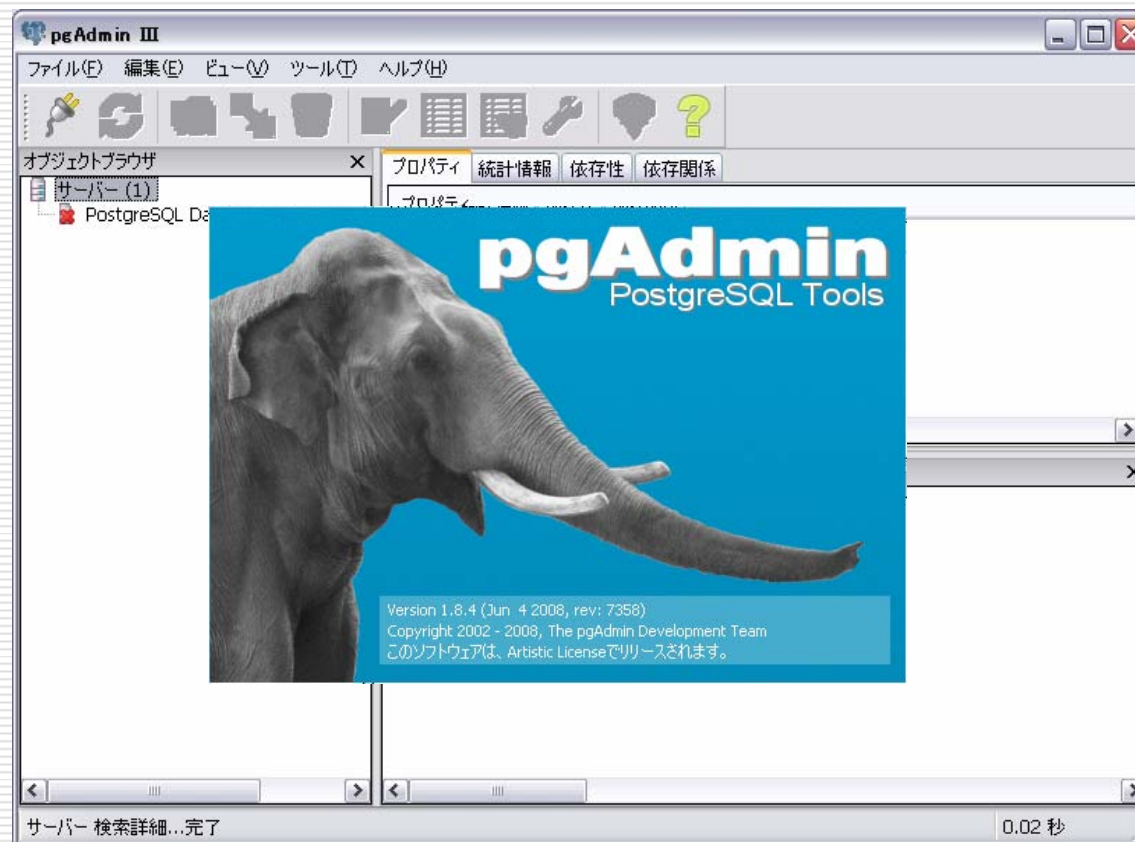 pgAdmin III
ファイル(F) 編集(E) ビュー(V) ツール(T) ヘルプ(H)
オブジェクトブラウザ
サーバー (1)
PostgreSQL
プロパティ 統計情報 依存性 依存関係
プロパティ
pgAdmin
PostgreSQL Tools
Version 1.8.4 (Jun 4 2008, rev: 7358)
Copyright 2002 - 2008, The pgAdmin Development Team
このソフトウェアは、Artistic Licenseでリリースされます。
サーバー 検索詳細...完了
0.02 秒